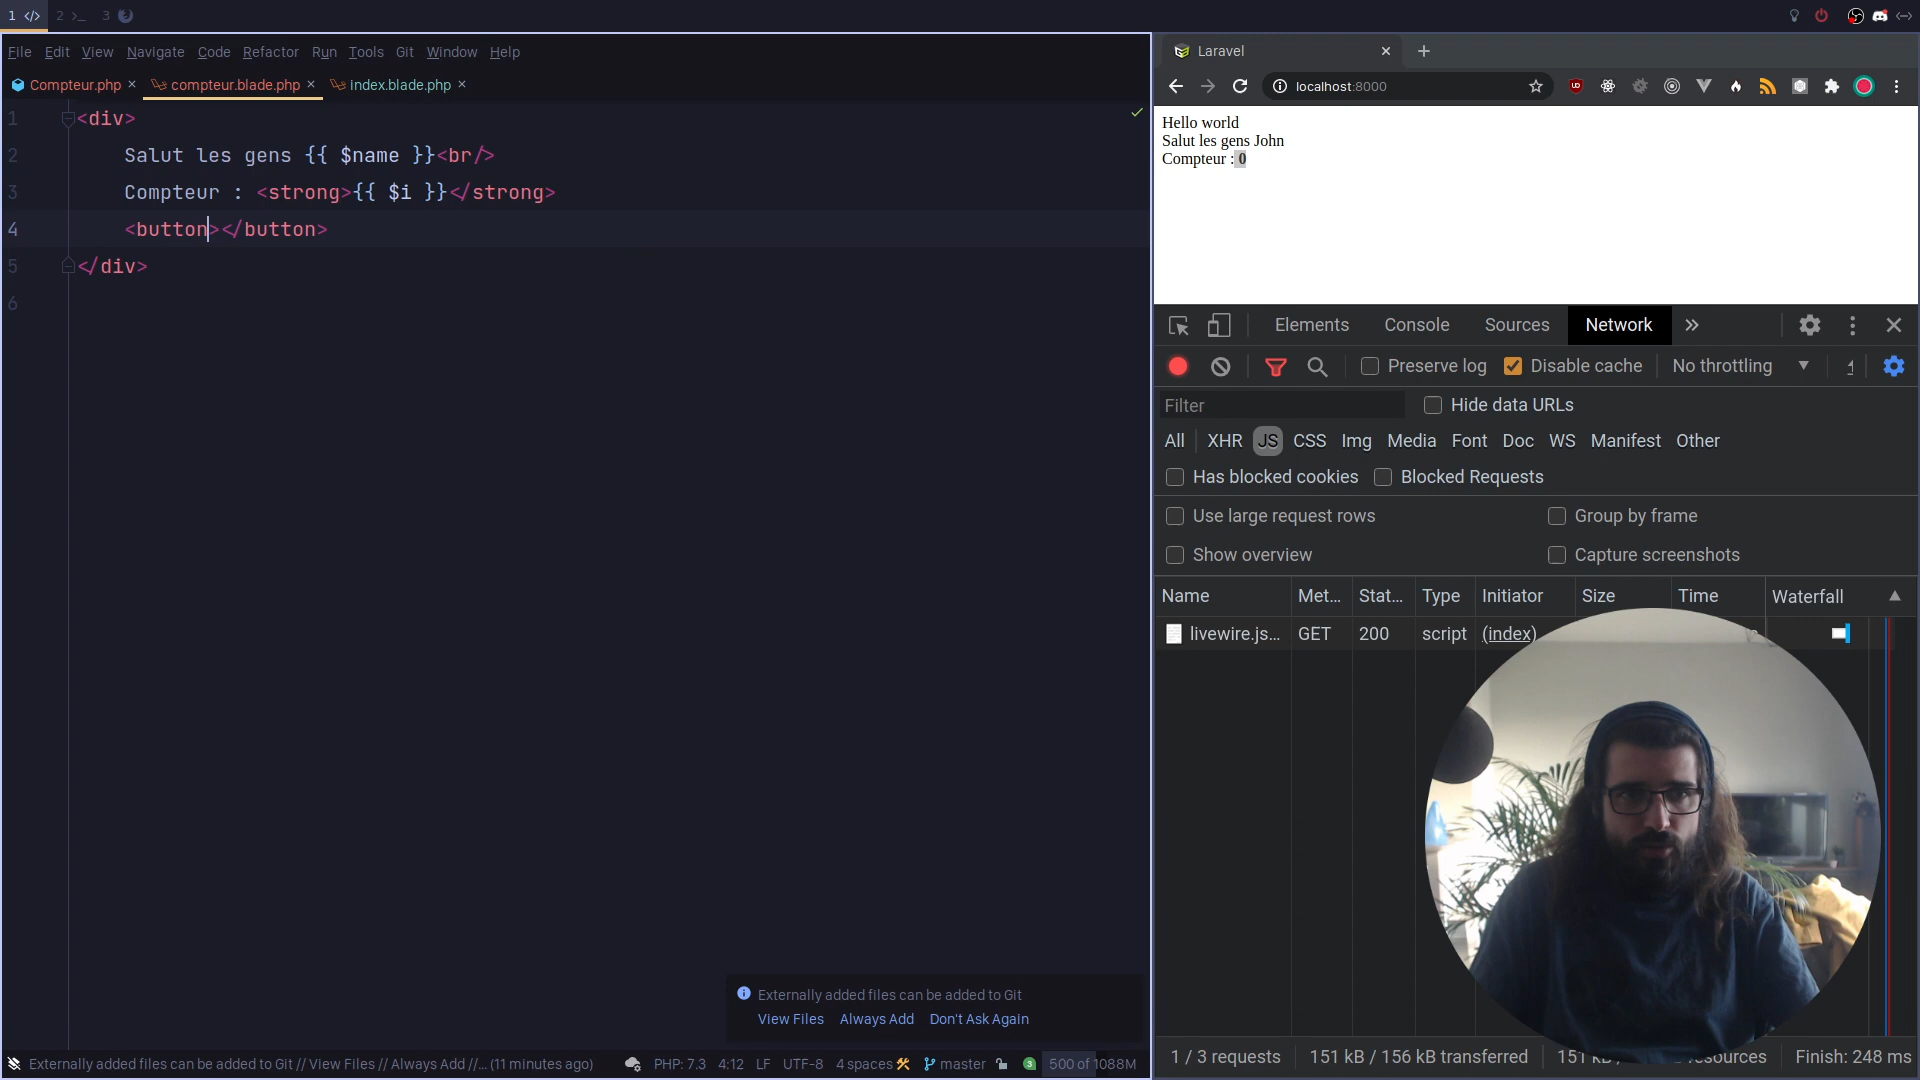 1 </> 2 >_ 3
File Edit View Navigate Code Refactor Run Tools Git Window Help
Compteur.php × compteur.blade.php × index.blade.php ×
1 <div>
2 Salut les gens {{ $name }}<br/>
3 Compteur : <strong>{{ $i }}</strong>
4 <button></button>
5 </div>
6
Externally added files can be added to Git
View Files Always Add Don't Ask Again
Externally added files can be added to Git // View Files // Always Add //... (11 minutes ago) PHP: 7.3 4:12 LF UTF-8 4 spaces master 500 of 1088M
Laravel
localhost:8000
Hello world
Salut les gens John
Compteur : 0
Elements Console Sources Network
Preserve log Disable cache No throttling
Filter Hide data URLs
All XHR JS CSS Img Media Font Doc WS Manifest Other
Has blocked cookies Blocked Requests
Use large request rows Group by frame
Show overview Capture screenshots
Name Met... Stat... Type Initiator Size Time Waterfall
livewire.js... GET 200 script (index)
1 / 3 requests 151 kB / 156 kB transferred Finish: 248 ms